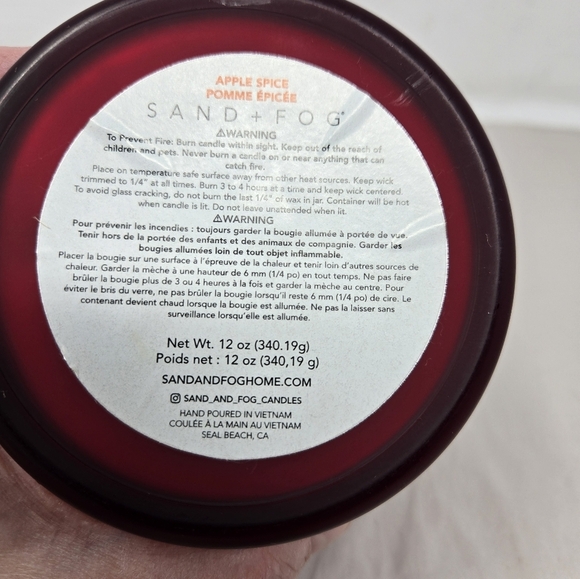 APPLE SPICE
POMME ÉPICÉE
SAND + FOG
⚠WARNING
To Prevent Fire: Burn candle within sight. Keep out of the reach of
children and pets. Never burn a candle on or near anything that can
catch fire.
Place on temperature safe surface away from other heat sources. Keep wick
trimmed to 1/4" at all times. Burn 3 to 4 hours at a time and keep wick centered.
To avoid glass cracking, do not burn the last 1/4" of wax in jar. Container will be hot
when candle is lit. Do not leave unattended when lit.
⚠WARNING
Pour prévenir les incendies : toujours garder la bougie allumée à portée de vue.
Tenir hors de la portée des enfants et des animaux de compagnie. Garder les
bougies allumées loin de tout objet inflammable.
Placer la bougie sur une surface à l'épreuve de la chaleur et tenir loin d'autres sources de
chaleur. Garder la mèche à une hauteur de 6 mm (1/4 po) en tout temps. Ne pas faire
brûler la bougie plus de 3 ou 4 heures à la fois et garder la mèche au centre. Pour
éviter le bris du verre, ne pas brûler la bougie lorsqu'il reste 6 mm (1/4 po) de cire. Le
contenant devient chaud lorsque la bougie est allumée. Ne pas la laisser sans
surveillance lorsqu'elle est allumée.
Net Wt. 12 oz (340.19g)
Poids net : 12 oz (340,19 g)
SANDANDFOGHOME.COM
SAND_AND_FOG_CANDLES
HAND POURED IN VIETNAM
COULÉE À LA MAIN AU VIETNAM
SEAL BEACH, CA